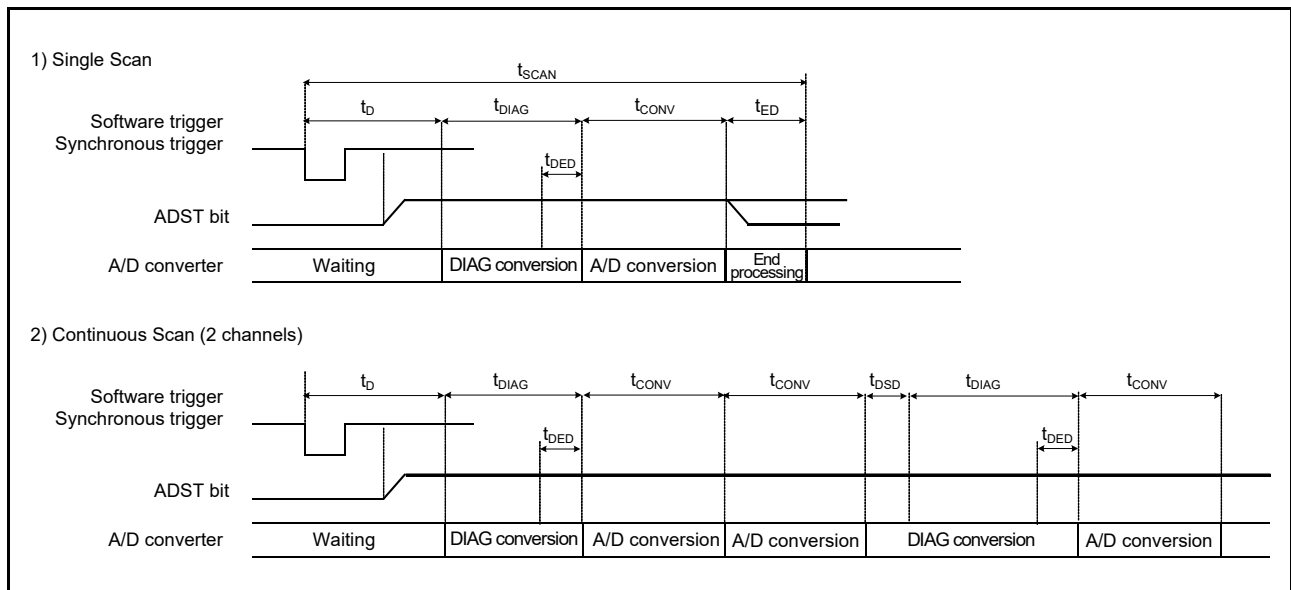 1) Single Scan
tSCAN
tD tDIAG tCONV tED
Software trigger
Synchronous trigger
tDED
ADST bit
A/D converter Waiting DIAG conversion A/D conversion End processing
2) Continuous Scan (2 channels)
tD tDIAG tCONV tCONV tDSD tDIAG tCONV
Software trigger
Synchronous trigger
tDED tDED
ADST bit
A/D converter Waiting DIAG conversion A/D conversion A/D conversion DIAG conversion A/D conversion